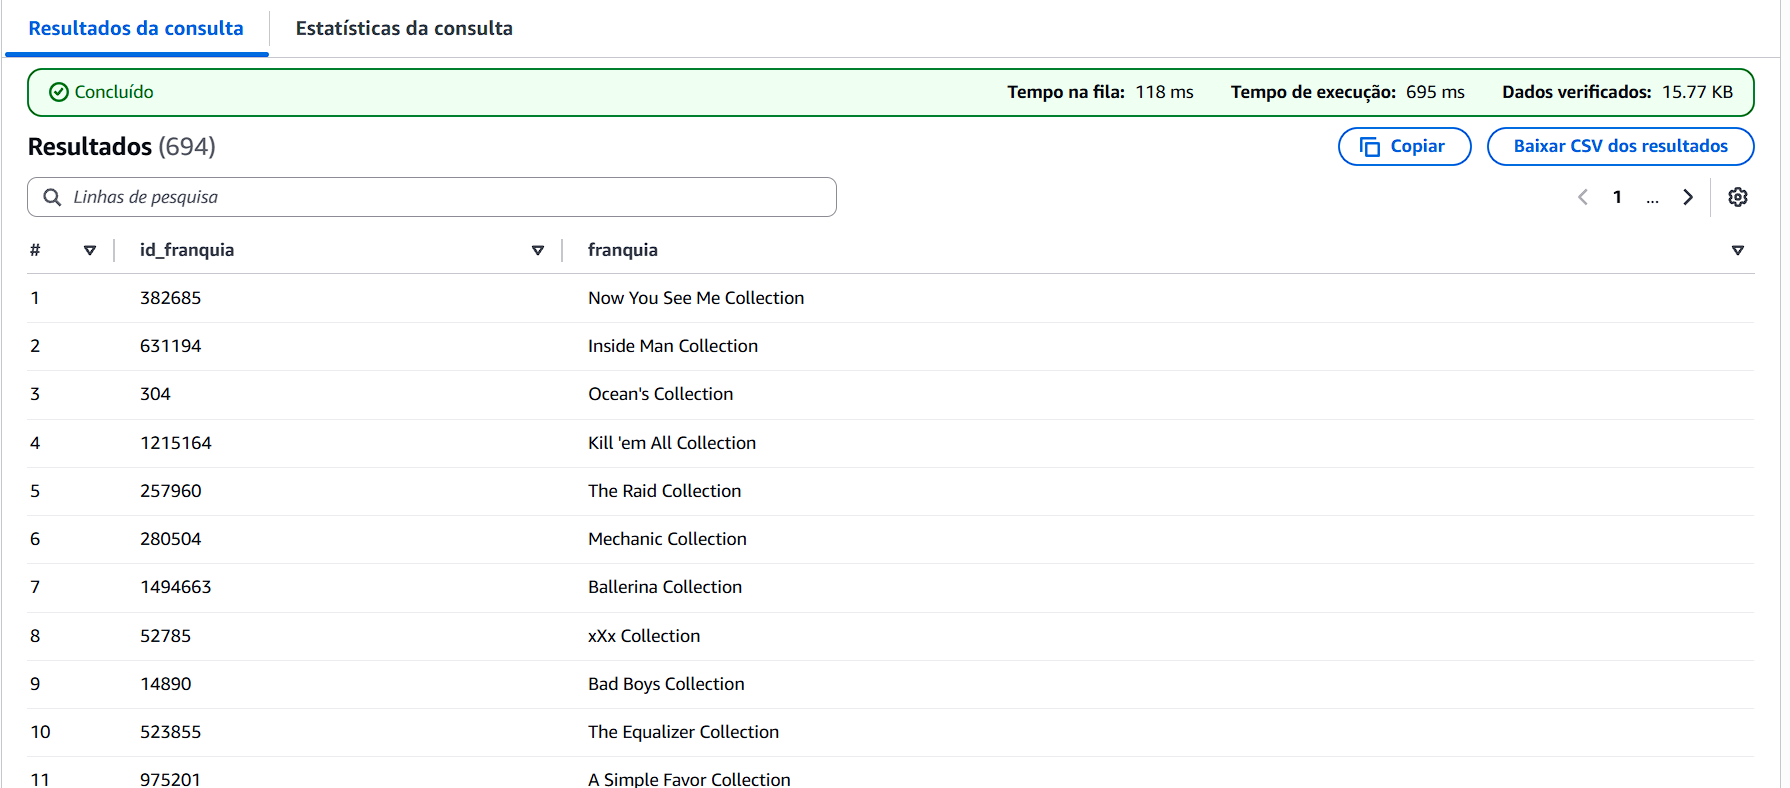 Resultados da consulta Estatísticas da consulta
Concluído Tempo na fila: 118 ms Tempo de execução: 695 ms Dados verificados: 15.77 KB
Resultados (694) Copiar Baixar CSV dos resultados
Linhas de pesquisa 1 ...
# id_franquia franquia
1 382685 Now You See Me Collection
2 631194 Inside Man Collection
3 304 Ocean's Collection
4 1215164 Kill 'em All Collection
5 257960 The Raid Collection
6 280504 Mechanic Collection
7 1494663 Ballerina Collection
8 52785 xXx Collection
9 14890 Bad Boys Collection
10 523855 The Equalizer Collection
11 975201 A Simple Favor Collection